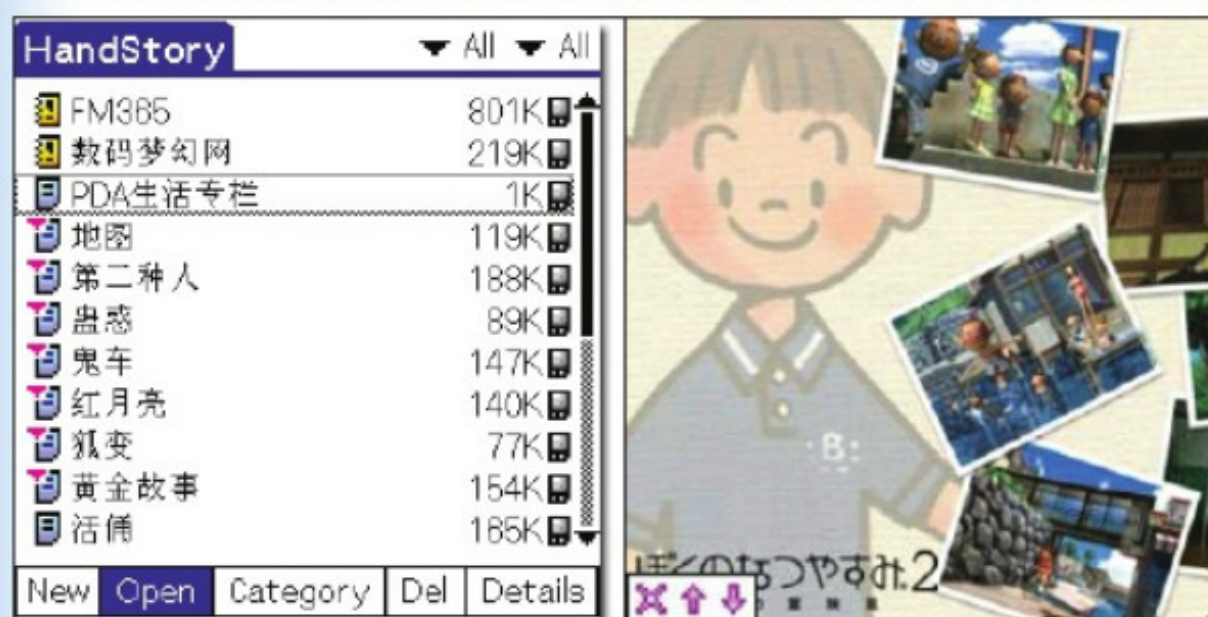 HandStory
All All
FM365 801K
数码梦幻网 219K
PDA生活专栏 1K
地图 119K
第二种人 188K
蛊惑 89K
鬼车 147K
红月亮 140K
狐变 77K
黄金故事 154K
活俑 165K
New Open Category Del Details
B
ぼくのなつやすみ2